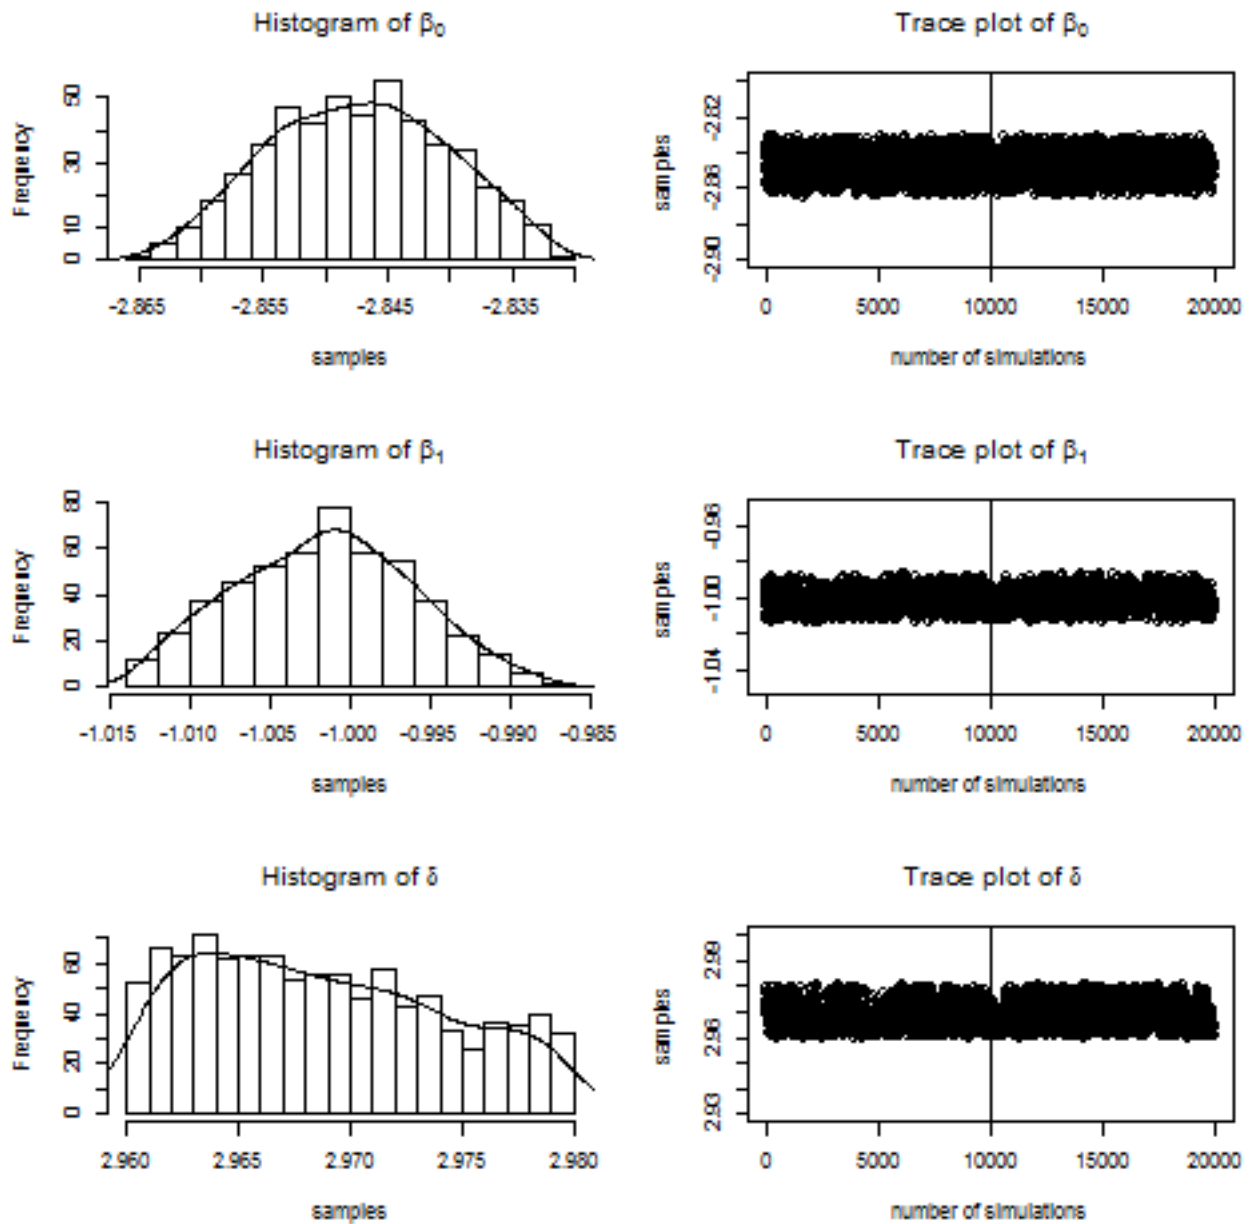 Histogram of β₀
Trace plot of β₀
Frequency
0 10 30 50
-2.865 -2.855 -2.845 -2.835
samples
samples
-2.90 -2.86 -2.82
0 5000 10000 15000 20000
number of simulations
Histogram of β₁
Trace plot of β₁
Frequency
0 20 40 60 80
-1.015 -1.010 -1.005 -1.000 -0.995 -0.990 -0.985
samples
samples
-1.04 -1.00 -0.96
0 5000 10000 15000 20000
number of simulations
Histogram of δ
Trace plot of δ
Frequency
0 20 40 60
2.960 2.965 2.970 2.975 2.980
samples
samples
2.93 2.96 2.99
0 5000 10000 15000 20000
number of simulations